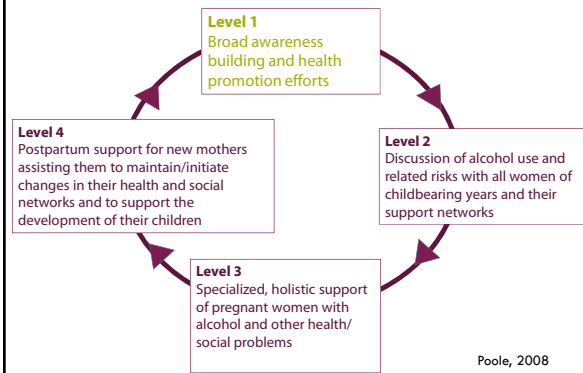 Level 1
Broad awareness
building and health
promotion efforts
Level 2
Discussion of alcohol use and
related risks with all women of
childbearing years and their
support networks
Level 3
Specialized, holistic support
of pregnant women with
alcohol and other health/
social problems
Level 4
Postpartum support for new mothers
assisting them to maintain/initiate
changes in their health and social
networks and to support the
development of their children
Poole, 2008